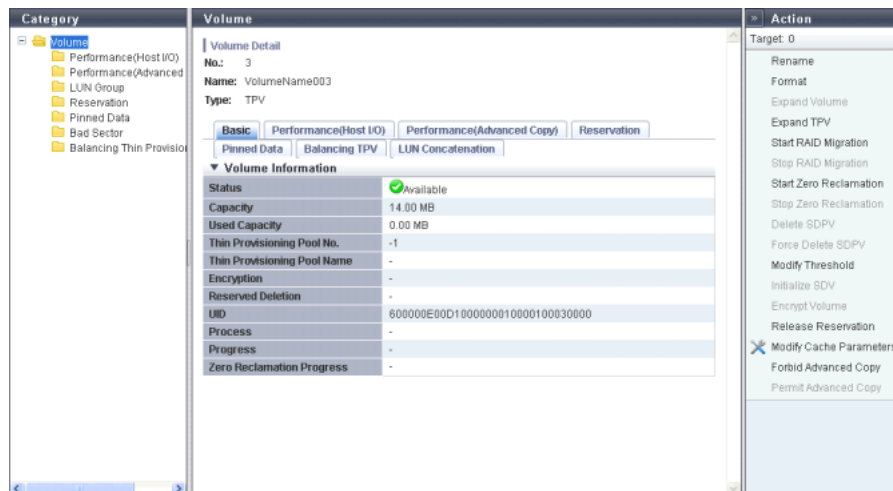 Category
Volume
Performance(Host I/O)
Performance(Advanced
LUN Group
Reservation
Pinned Data
Bad Sector
Balancing Thin Provision
Volume
Volume Detail
No.: 3
Name: VolumeName003
Type: TPV
Basic Performance(Host I/O) Performance(Advanced Copy) Reservation
Pinned Data Balancing TPV LUN Concatenation
▼ Volume Information
Status Available
Capacity 14.00 MB
Used Capacity 0.00 MB
Thin Provisioning Pool No. -1
Thin Provisioning Pool Name -
Encryption -
Reserved Deletion -
UID 600000E00D1000000010000100030000
Process -
Progress -
Zero Reclamation Progress -
» Action
Target: 0
Rename
Format
Expand Volume
Expand TPV
Start RAID Migration
Stop RAID Migration
Start Zero Reclamation
Stop Zero Reclamation
Delete SDPV
Force Delete SDPV
Modify Threshold
Initialize SDV
Encrypt Volume
Release Reservation
Modify Cache Parameters
Forbid Advanced Copy
Permit Advanced Copy